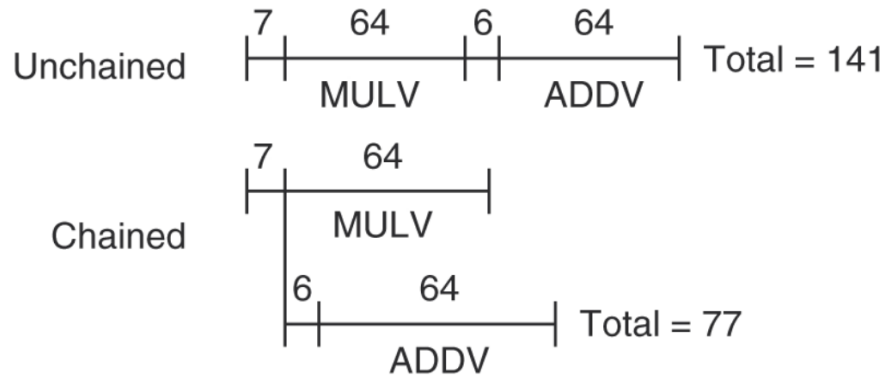 7 64 6 64
Unchained Total = 141
MULV ADDV
7 64
MULV
Chained
6 64
Total = 77
ADDV